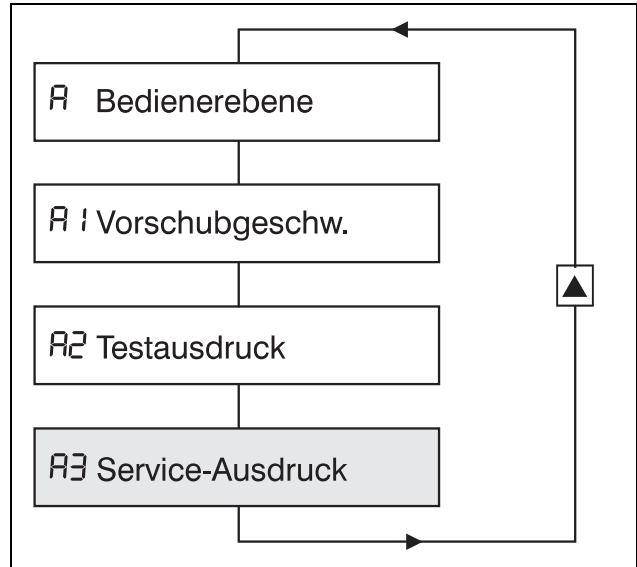 A Bedienerebene
A1 Vorschubgeschw.
A2 Testausdruck
A3 Service-Ausdruck